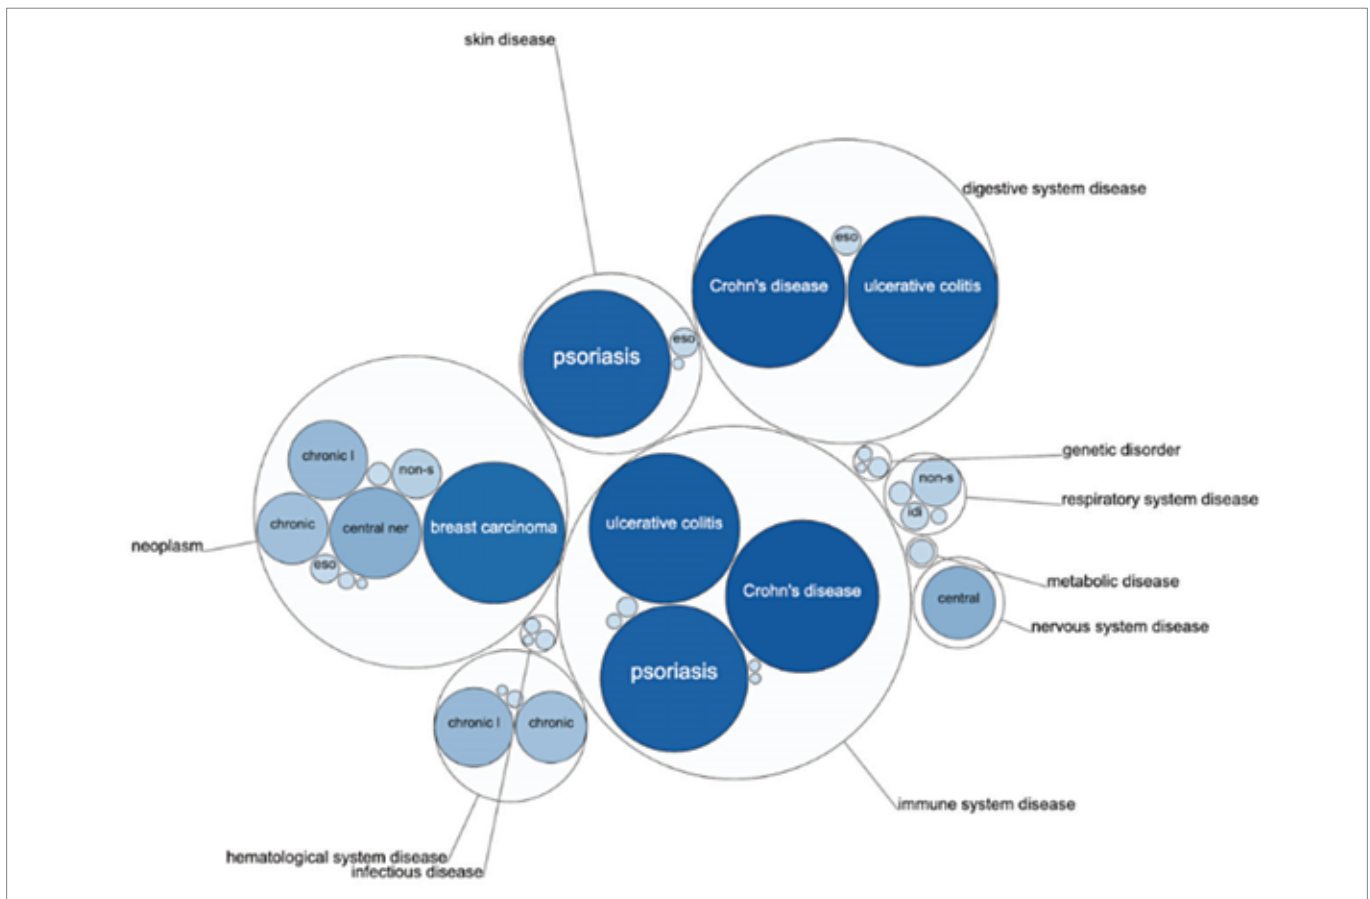 skin disease
digestive system disease
eso
Crohn's disease
ulcerative colitis
psoriasis
eso
genetic disorder
chronic l
non-s
non-s
respiratory system disease
idi
ulcerative colitis
chronic
central ner
breast carcinoma
neoplasm
eso
metabolic disease
Crohn's disease
central
nervous system disease
psoriasis
chronic l
chronic
immune system disease
hematological system disease
infectious disease